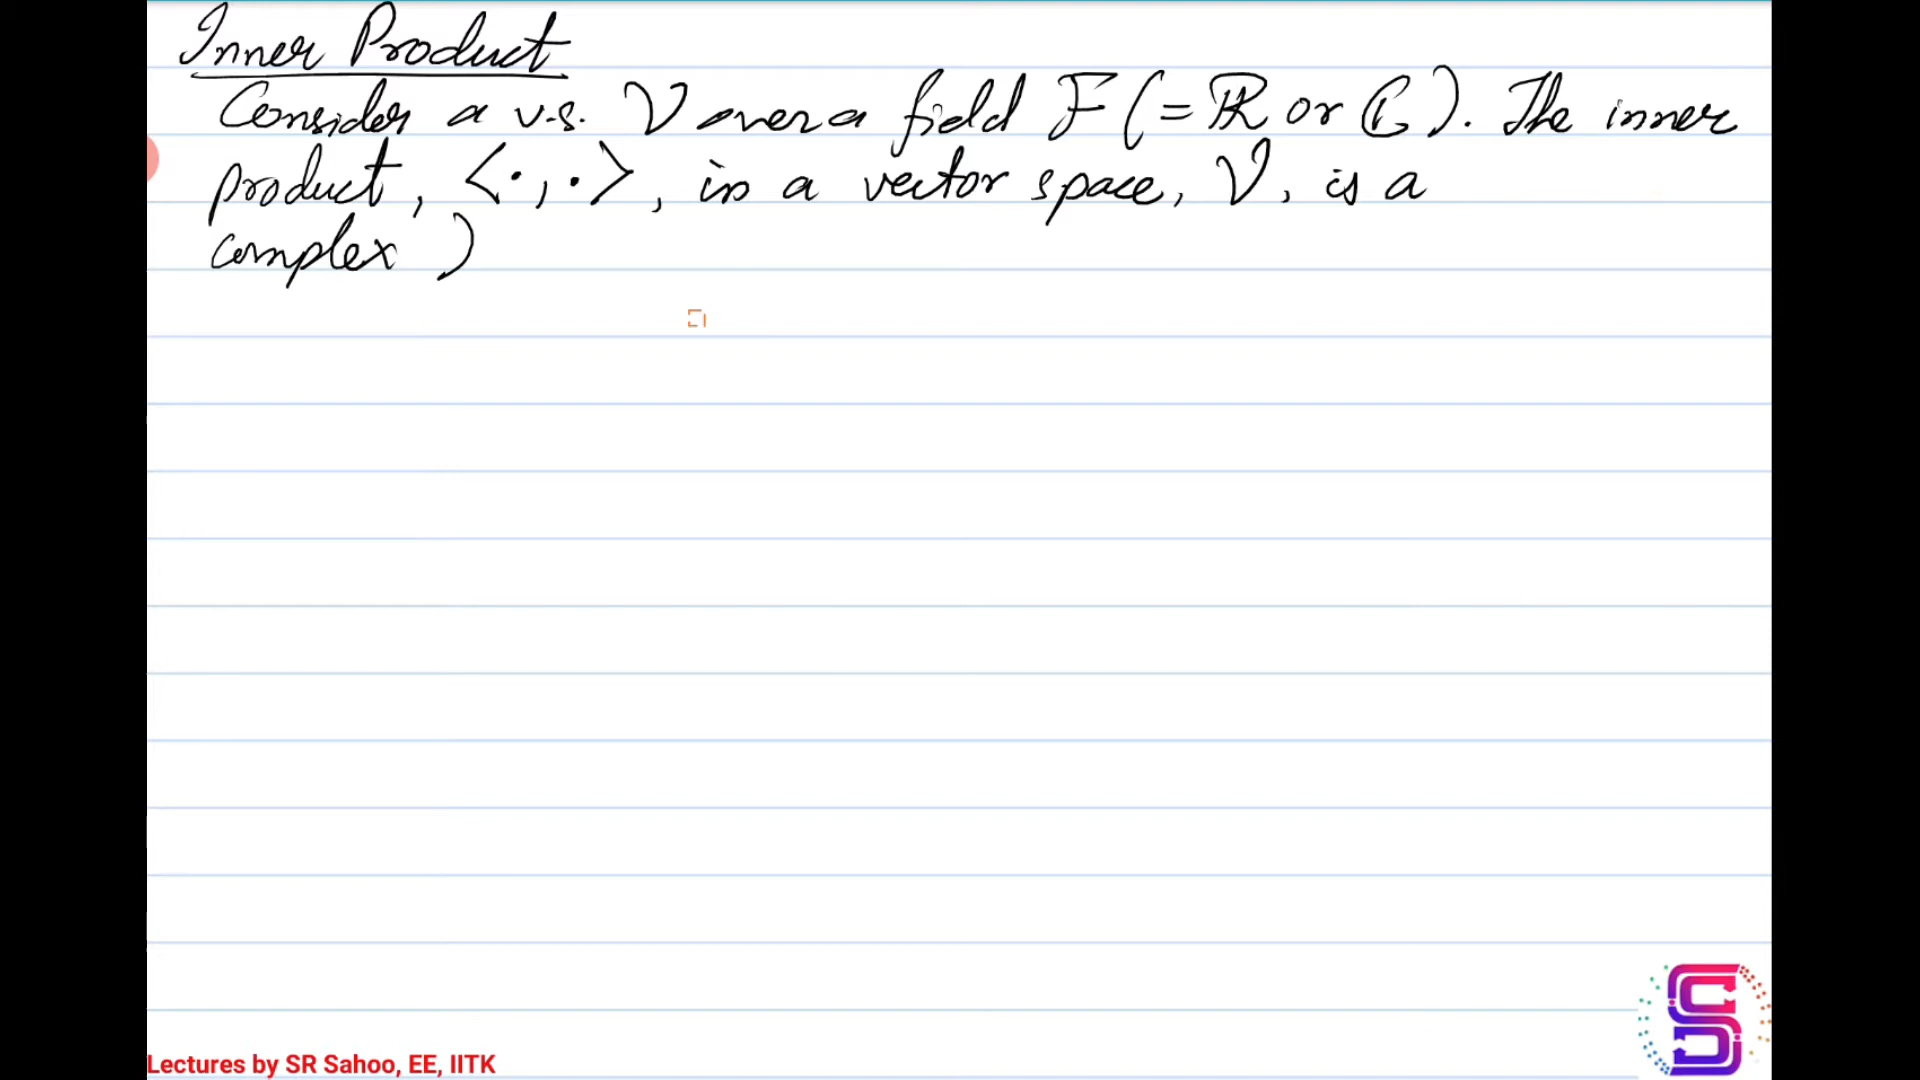 Inner Product
Consider a v.s. V over a field F (= ℝ or ℂ). The inner
product, <·,·>, in a vector space, V, is a
complex )
Lectures by SR Sahoo, EE, IITK